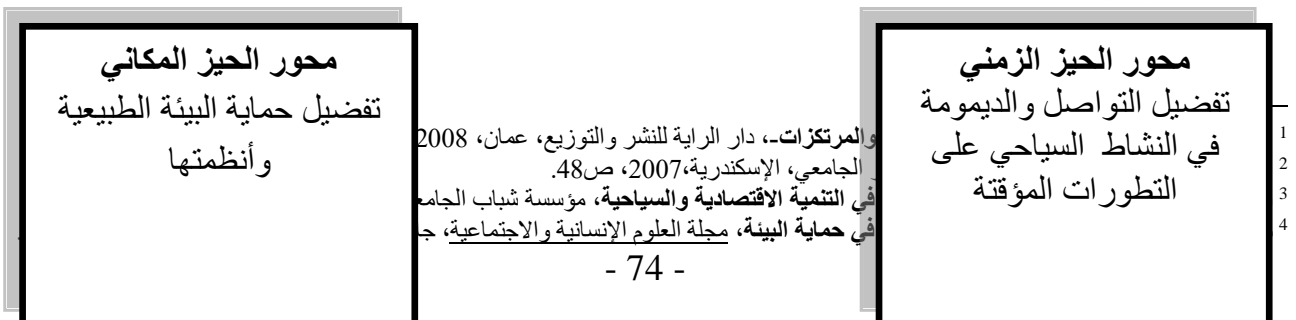 محور الحيز الزمني
تفضيل التواصل والديمومة
في النشاط السياحي على
التطورات المؤقتة
محور الحيز المكاني
تفضيل حماية البيئة الطبيعية
وأنظمتها
1 والمرتكزات-، دار الراية للنشر والتوزيع، عمان، 2008
2 الجامعي، الإسكندرية،2007، ص48.
3 في التنمية الاقتصادية والسياحية، مؤسسة شباب
4 في حماية البيئة، مجلة العلوم الإنسانية والاجتماعية،
- 74 -